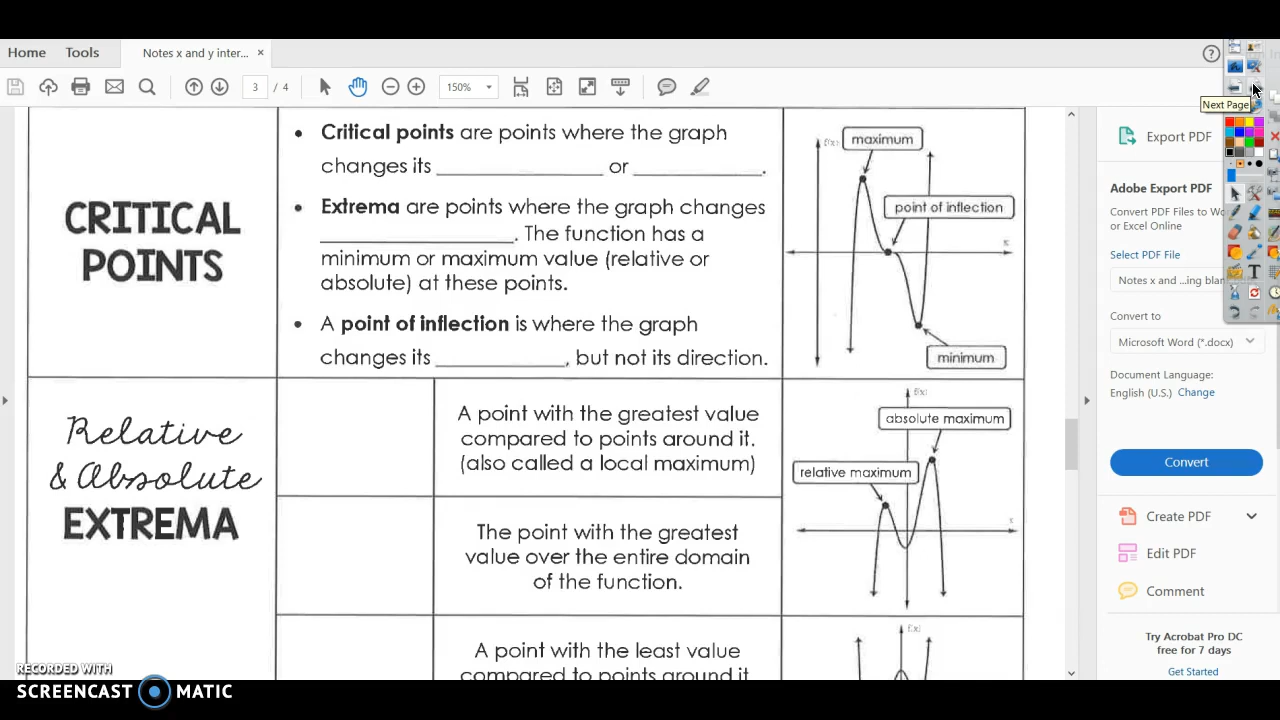 Home
Tools
Notes x and y inter... ×
3 / 4
150%
Next Page
CRITICAL
POINTS
• Critical points are points where the graph
changes its ______________ or ___________.
• Extrema are points where the graph changes
________________. The function has a
minimum or maximum value (relative or
absolute) at these points.
• A point of inflection is where the graph
changes its ___________, but not its direction.
f(x)
maximum
point of inflection
x
minimum
Relative
& Absolute
EXTREMA
A point with the greatest value
compared to points around it.
(also called a local maximum)
The point with the greatest
value over the entire domain
of the function.
A point with the least value
compared to points around it.
f(x)
absolute maximum
relative maximum
x
f(x)
Export PDF
Adobe Export PDF
Convert PDF Files to Wo
or Excel Online
Select PDF File
Notes x and ...ing blan
Convert to
Microsoft Word (*.docx)
Document Language:
English (U.S.) Change
Convert
Create PDF
Edit PDF
Comment
Try Acrobat Pro DC
free for 7 days
Get Started
RECORDED WITH
SCREENCAST MATIC